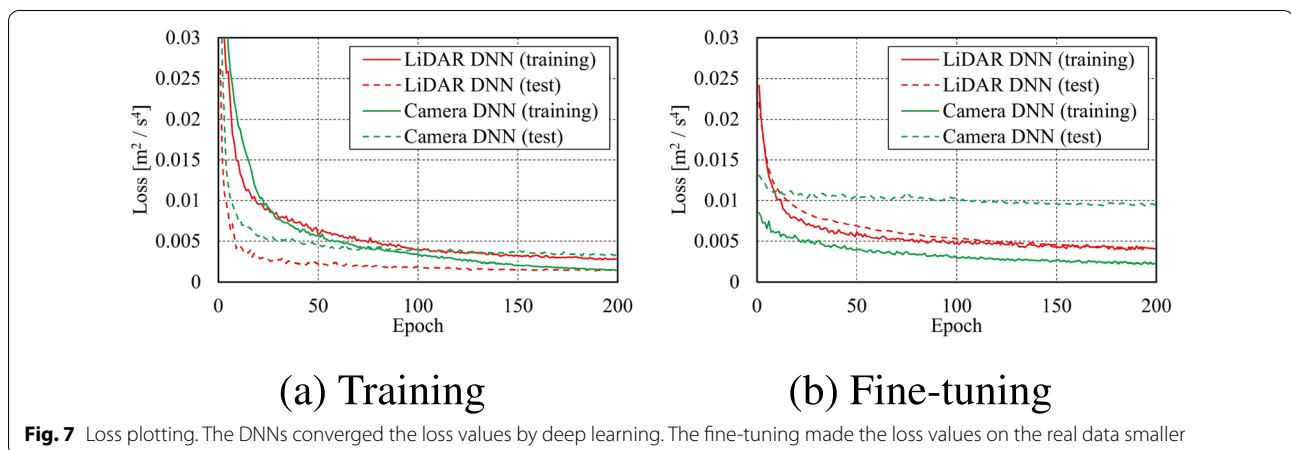 0.03
0.025
0.02
0.015
0.01
0.005
0
Loss [m² / s⁴]
LiDAR DNN (training)
LiDAR DNN (test)
Camera DNN (training)
Camera DNN (test)
0 50 100 150 200
Epoch
(a) Training
0.03
0.025
0.02
0.015
0.01
0.005
0
Loss [m² / s⁴]
LiDAR DNN (training)
LiDAR DNN (test)
Camera DNN (training)
Camera DNN (test)
0 50 100 150 200
Epoch
(b) Fine-tuning
Fig. 7 Loss plotting. The DNNs converged the loss values by deep learning. The fine-tuning made the loss values on the real data smaller